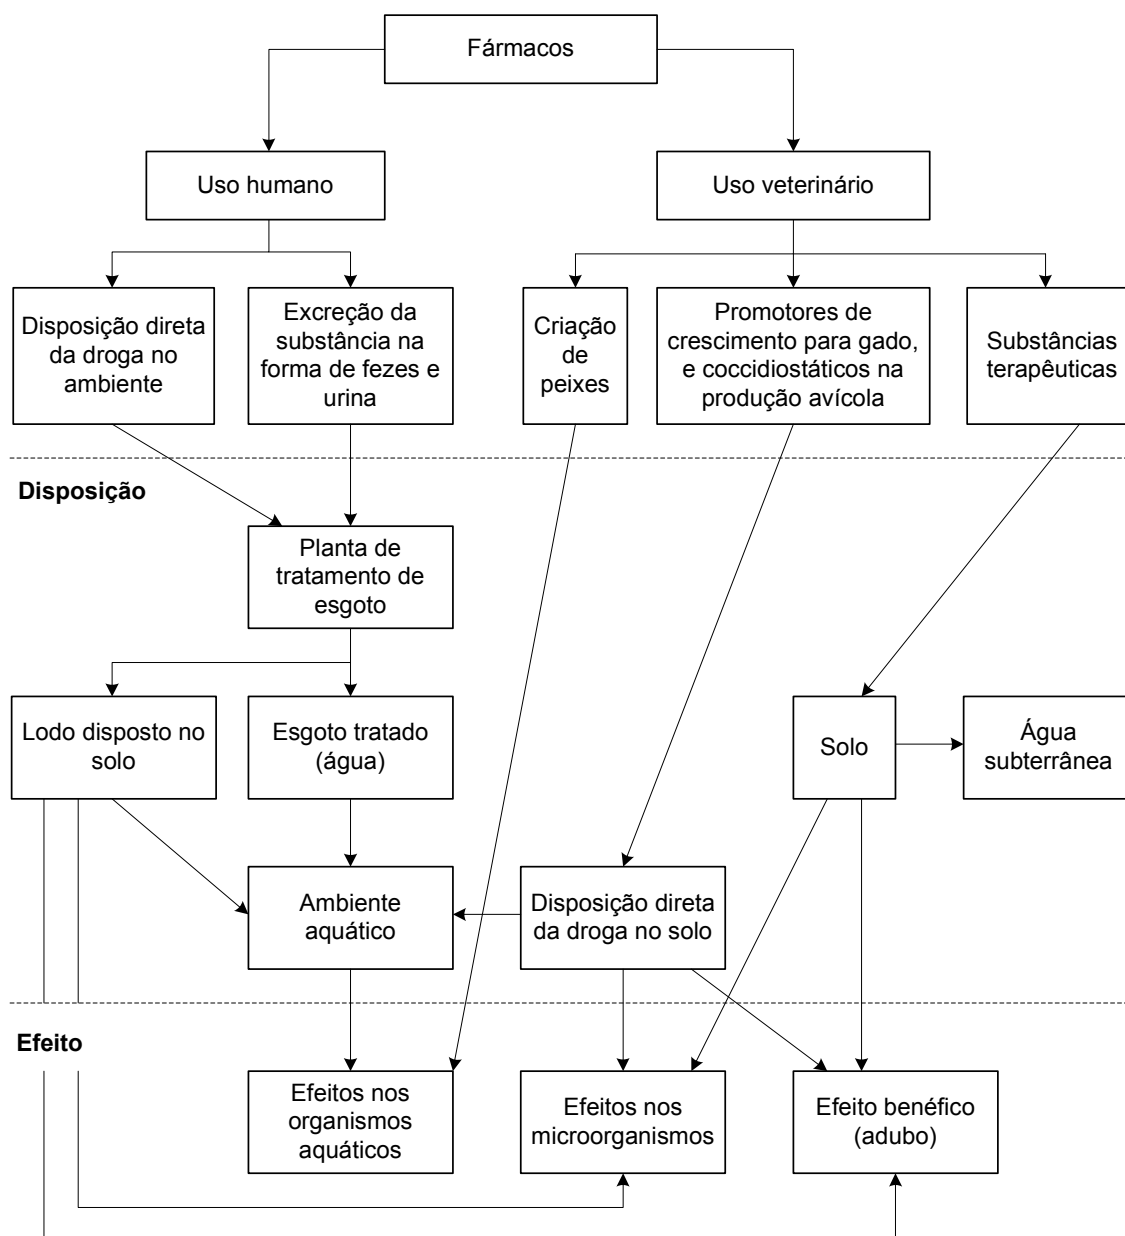 Fármacos
Uso humano
Uso veterinário
Disposição direta
da droga no
ambiente
Excreção da
substância na
forma de fezes e
urina
Criação
de
peixes
Promotores de
crescimento para gado,
e coccidiostáticos na
produção avícola
Substâncias
terapêuticas
Disposição
Planta de
tratamento de
esgoto
Lodo disposto no
solo
Esgoto tratado
(água)
Solo
Água
subterrânea
Ambiente
aquático
Disposição direta
da droga no solo
Efeito
Efeitos nos
organismos
aquáticos
Efeitos nos
microorganismos
Efeito benéfico
(adubo)